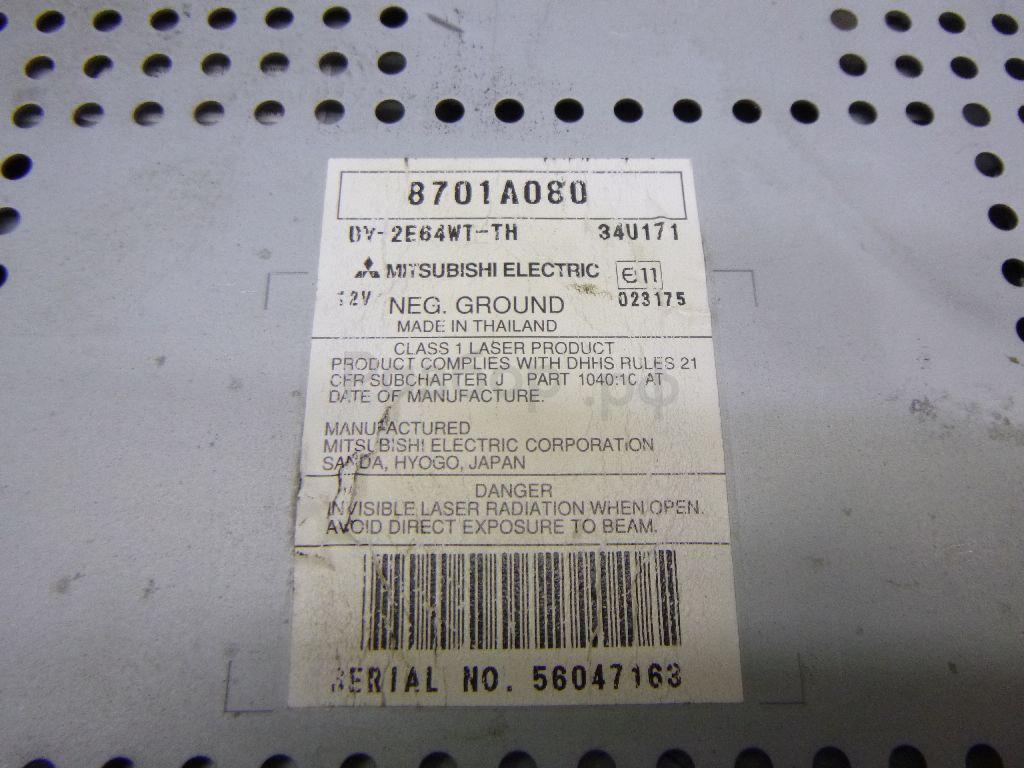 8701A080
DV-2E64WT-TH 34U171
MITSUBISHI ELECTRIC E11
12V NEG. GROUND 023175
MADE IN THAILAND
CLASS 1 LASER PRODUCT
PRODUCT COMPLIES WITH DHHS RULES 21
CFR SUBCHAPTER J PART 1040:10 AT
DATE OF MANUFACTURE.
MANUFACTURED
MITSUBISHI ELECTRIC CORPORATION
SANDA, HYOGO, JAPAN
DANGER
INVISIBLE LASER RADIATION WHEN OPEN.
AVOID DIRECT EXPOSURE TO BEAM.
SERIAL NO. 56047163